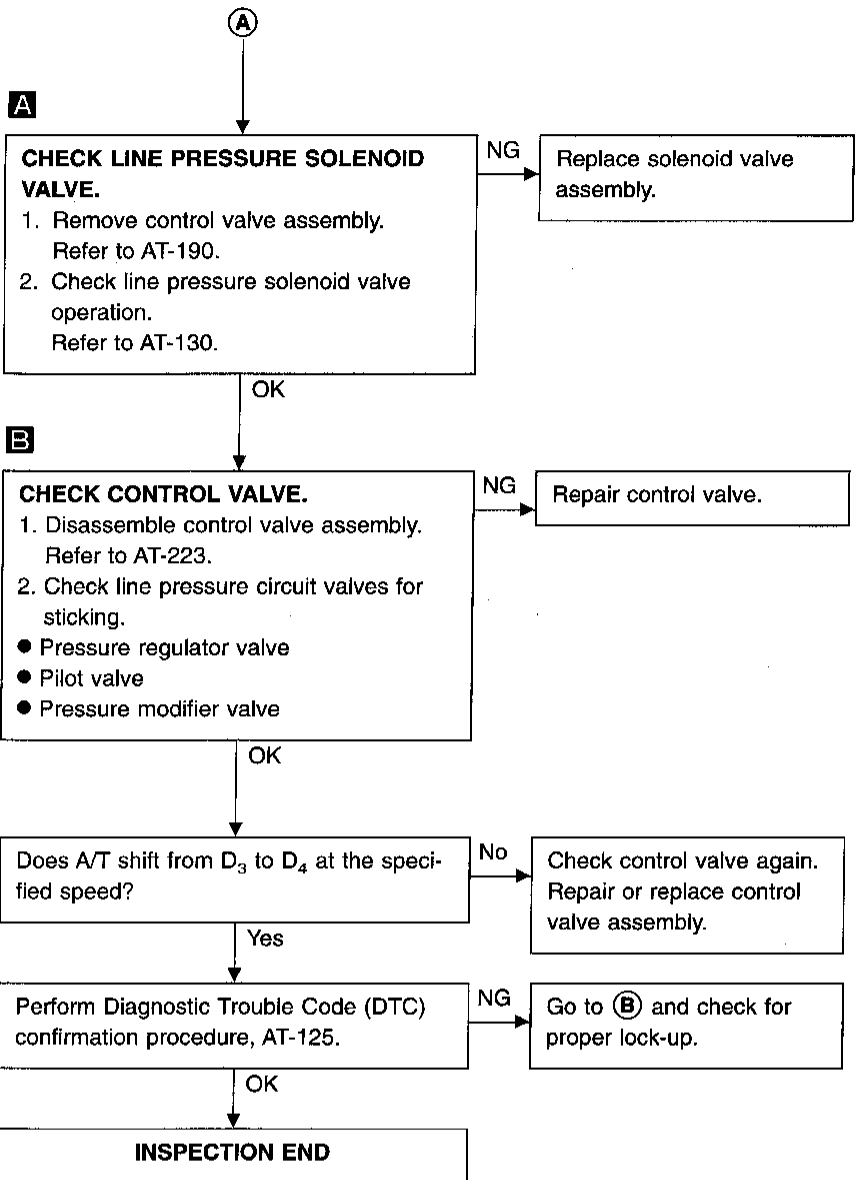 A
A
CHECK LINE PRESSURE SOLENOID
VALVE.
1. Remove control valve assembly.
Refer to AT-190.
2. Check line pressure solenoid valve
operation.
Refer to AT-130.
NG
Replace solenoid valve
assembly.
OK
B
CHECK CONTROL VALVE.
1. Disassemble control valve assembly.
Refer to AT-223.
2. Check line pressure circuit valves for
sticking.
● Pressure regulator valve
● Pilot valve
● Pressure modifier valve
NG
Repair control valve.
OK
Does A/T shift from D₃ to D₄ at the speci-
fied speed?
No
Check control valve again.
Repair or replace control
valve assembly.
Yes
Perform Diagnostic Trouble Code (DTC)
confirmation procedure, AT-125.
NG
Go to Ⓑ and check for
proper lock-up.
OK
INSPECTION END